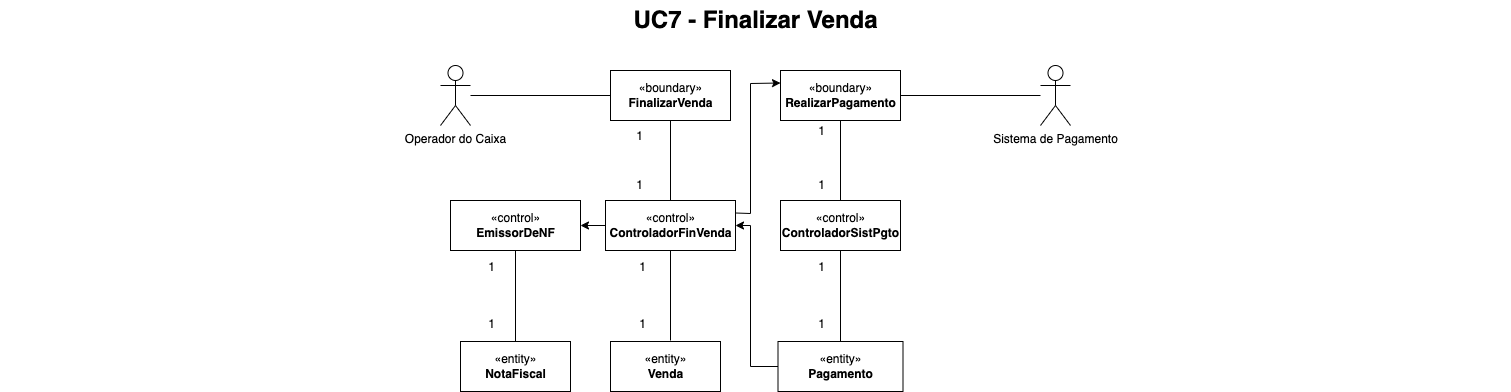 UC7 - Finalizar Venda
«boundary»
FinalizarVenda
«boundary»
RealizarPagamento
Operador do Caixa
Sistema de Pagamento
1
1
1
1
«control»
EmissorDeNF
«control»
ControladorFinVenda
«control»
ControladorSistPgto
1
1
1
1
1
1
«entity»
NotaFiscal
«entity»
Venda
«entity»
Pagamento